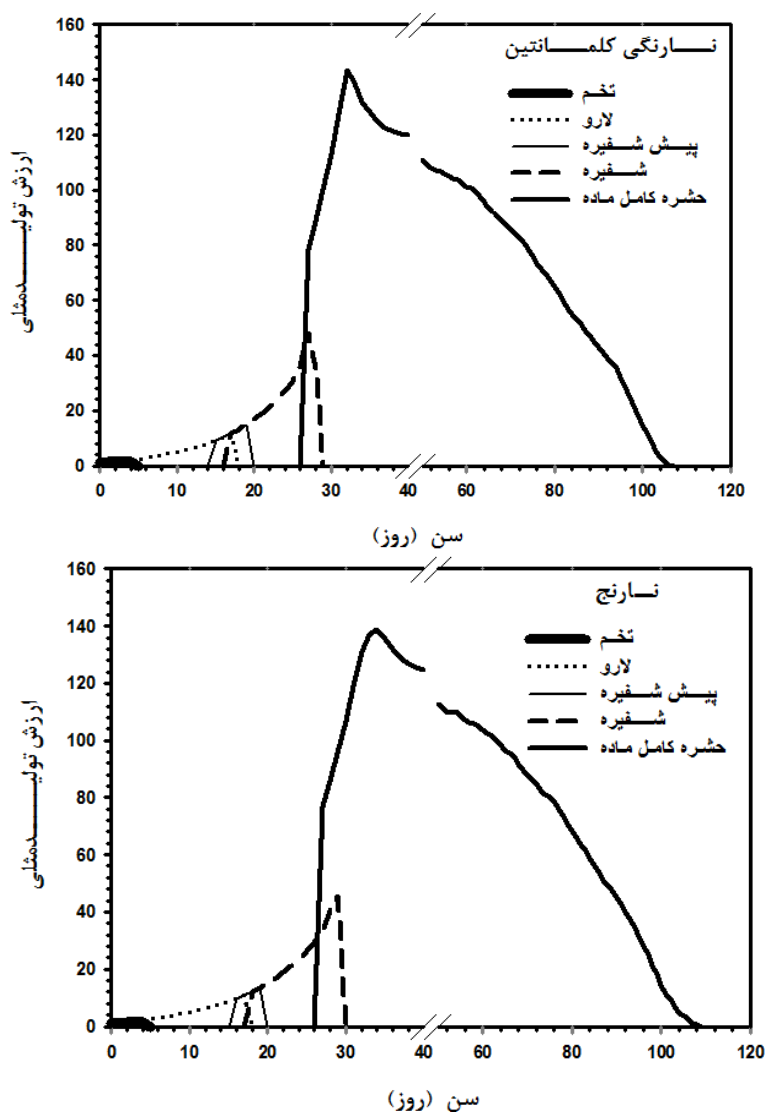 نارنگی کلمانتین
تخم
لارو
پیش شفیره
شفیره
حشره کامل ماده
ارزش تولیدمثلی
160
140
120
100
80
60
40
20
0
0 10 20 30 40 60 80 100 120
سن (روز)
نارنج
تخم
لارو
پیش شفیره
شفیره
حشره کامل ماده
ارزش تولیدمثلی
160
140
120
100
80
60
40
20
0
0 10 20 30 40 60 80 100 120
سن (روز)